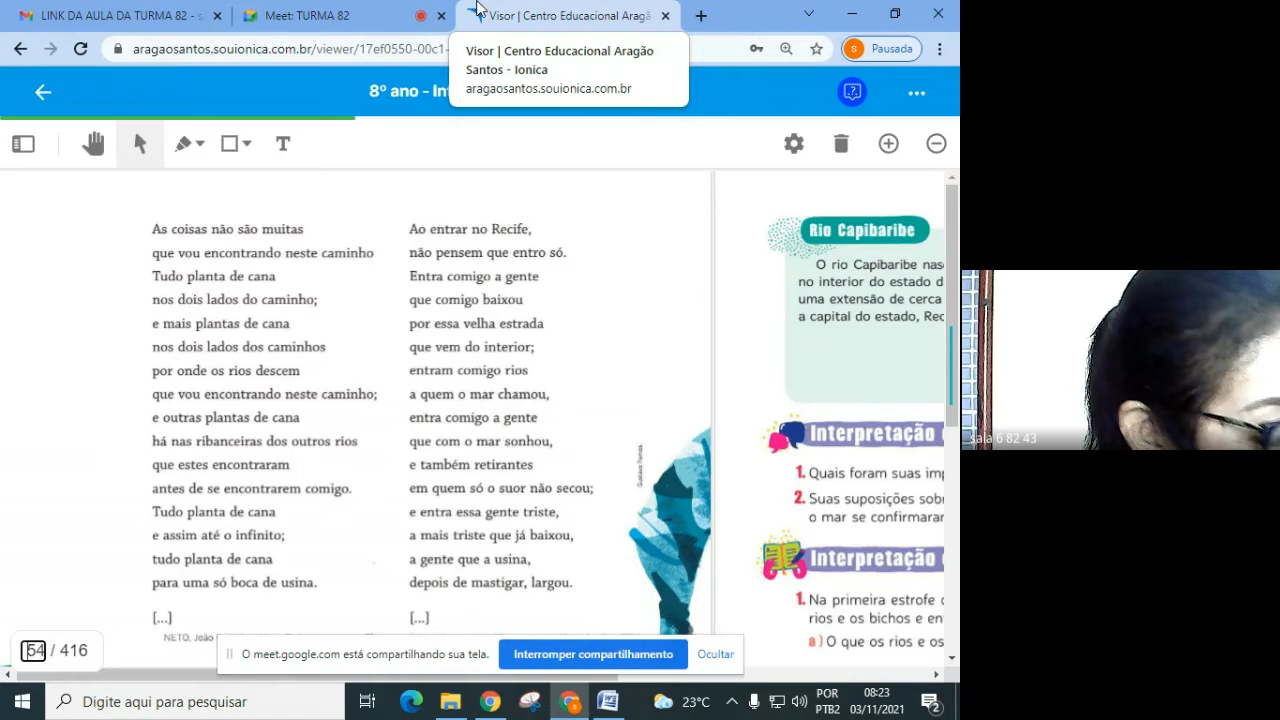 LINK DA AULA DA TURMA 82 - s
Meet: TURMA 82
Visor | Centro Educacional Aragã
aragaosantos.souionica.com.br/viewer/17ef0550-00c1-
Pausada
Visor | Centro Educacional Aragão
Santos - Ionica
aragaosantos.souionica.com.br
8º ano - Int
As coisas não são muitas
que vou encontrando neste caminho
Tudo planta de cana
nos dois lados do caminho;
e mais plantas de cana
nos dois lados dos caminhos
por onde os rios descem
que vou encontrando neste caminho;
e outras plantas de cana
há nas ribanceiras dos outros rios
que estes encontraram
antes de se encontrarem comigo.
Tudo planta de cana
e assim até o infinito;
tudo planta de cana
para uma só boca de usina.
[...]
NETO, João
Ao entrar no Recife,
não pensem que entro só.
Entra comigo a gente
que comigo baixou
por essa velha estrada
que vem do interior;
entram comigo rios
a quem o mar chamou,
entra comigo a gente
que com o mar sonhou,
e também retirantes
em quem só o suor não secou;
e entra essa gente triste,
a mais triste que já baixou,
a gente que a usina,
depois de mastigar, largou.
[...]
Rio Capibaribe
O rio Capibaribe nas
no interior do estado d
uma extensão de cerca
a capital do estado, Rec
Interpretação
1. Quais foram suas imp
2. Suas suposições sob
o mar se confirmaram
Interpretação
1. Na primeira estrofe
rios e os bichos e en
a) O que os rios e os
sala 6 82 43
54 / 416
O meet.google.com está compartilhando sua tela.
Interromper compartilhamento
Ocultar
Digite aqui para pesquisar
23°C
POR
PTB2
08:23
03/11/2021
2